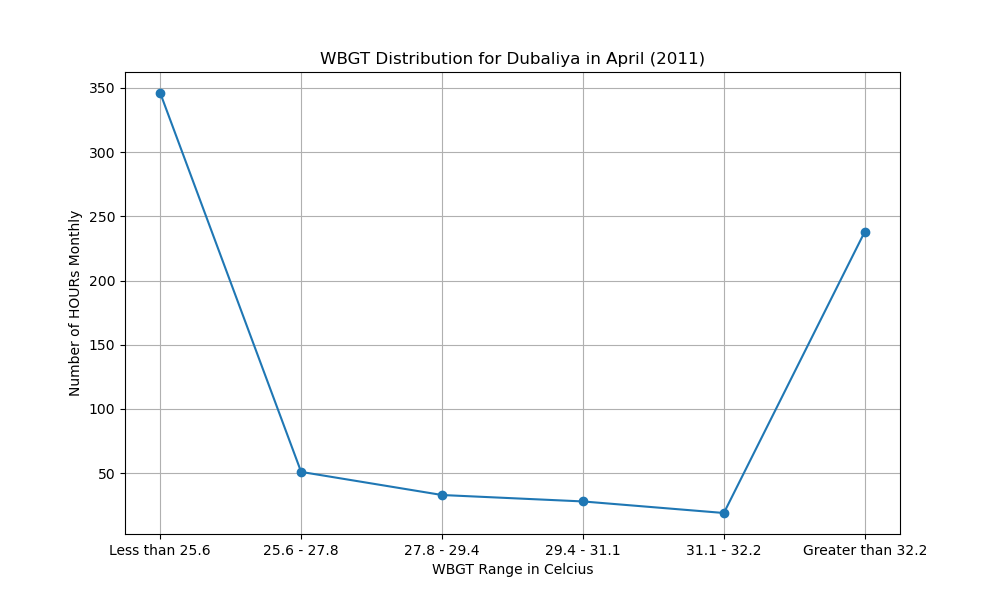 WBGT Distribution for Dubaliya in April (2011)
350
300
250
200
150
100
50
Number of HOURs Monthly
Less than 25.6
25.6 - 27.8
27.8 - 29.4
29.4 - 31.1
31.1 - 32.2
Greater than 32.2
WBGT Range in Celcius